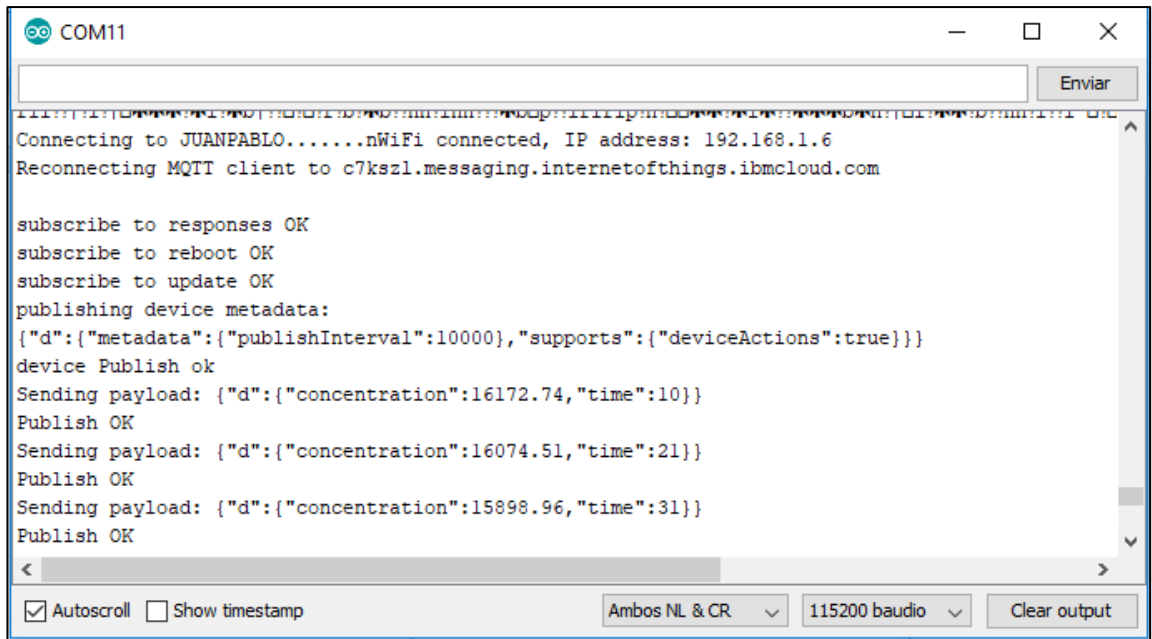 COM11
Enviar
Connecting to JUANPABLO.......nWiFi connected, IP address: 192.168.1.6
Reconnecting MQTT client to c7kszl.messaging.internetofthings.ibmcloud.com
subscribe to responses OK
subscribe to reboot OK
subscribe to update OK
publishing device metadata:
{"d":{"metadata":{"publishInterval":10000},"supports":{"deviceActions":true}}}
device Publish ok
Sending payload: {"d":{"concentration":16172.74,"time":10}}
Publish OK
Sending payload: {"d":{"concentration":16074.51,"time":21}}
Publish OK
Sending payload: {"d":{"concentration":15898.96,"time":31}}
Publish OK
Autoscroll Show timestamp Ambos NL & CR 115200 baudio Clear output